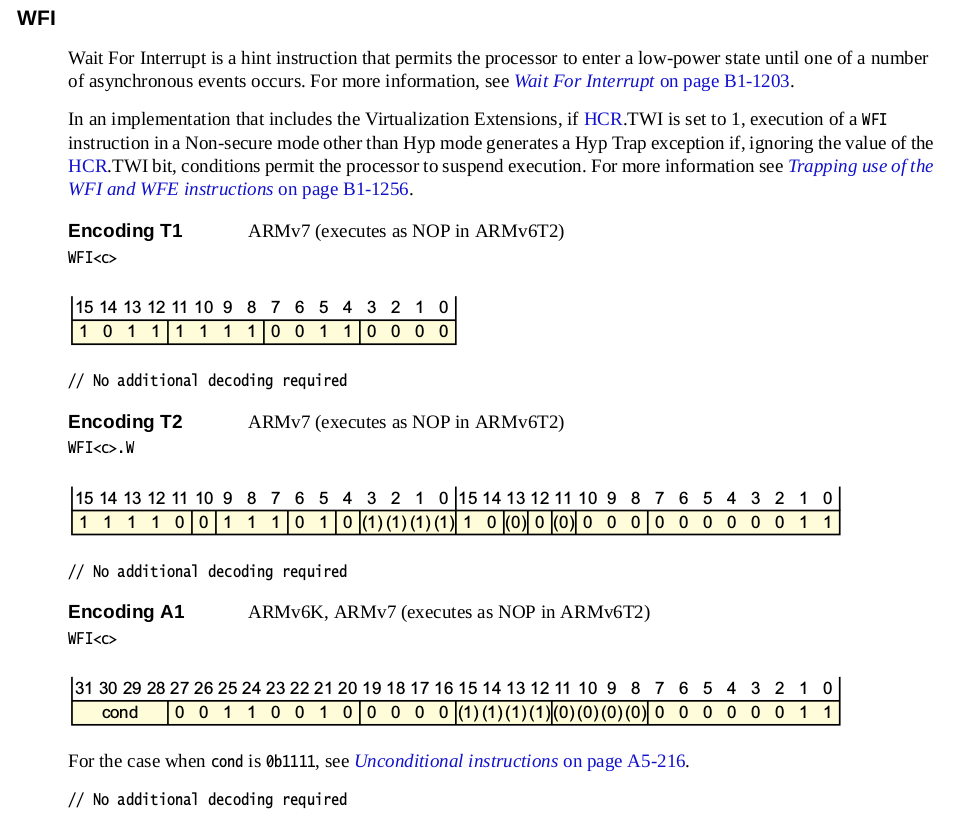 WFI
Wait For Interrupt is a hint instruction that permits the processor to enter a low-power state until one of a number
of asynchronous events occurs. For more information, see Wait For Interrupt on page B1-1203.
In an implementation that includes the Virtualization Extensions, if HCR.TWI is set to 1, execution of a WFI
instruction in a Non-secure mode other than Hyp mode generates a Hyp Trap exception if, ignoring the value of the
HCR.TWI bit, conditions permit the processor to suspend execution. For more information see Trapping use of the
WFI and WFE instructions on page B1-1256.
Encoding T1 ARMv7 (executes as NOP in ARMv6T2)
WFI<c>
15 14 13 12 11 10 9 8 7 6 5 4 3 2 1 0
1 0 1 1 1 1 1 1 0 0 1 1 0 0 0 0
// No additional decoding required
Encoding T2 ARMv7 (executes as NOP in ARMv6T2)
WFI<c>.W
15 14 13 12 11 10 9 8 7 6 5 4 3 2 1 0 15 14 13 12 11 10 9 8 7 6 5 4 3 2 1 0
1 1 1 1 0 0 1 1 1 0 1 0 (1) (1) (1) (1) 1 0 (0) 0 (0) 0 0 0 0 0 0 0 0 0 1 1
// No additional decoding required
Encoding A1 ARMv6K, ARMv7 (executes as NOP in ARMv6T2)
WFI<c>
31 30 29 28 27 26 25 24 23 22 21 20 19 18 17 16 15 14 13 12 11 10 9 8 7 6 5 4 3 2 1 0
cond 0 0 1 1 0 0 1 0 0 0 0 0 (1) (1) (1) (1) (0) (0) (0) (0) 0 0 0 0 0 0 1 1
For the case when cond is 0b1111, see Unconditional instructions on page A5-216.
// No additional decoding required